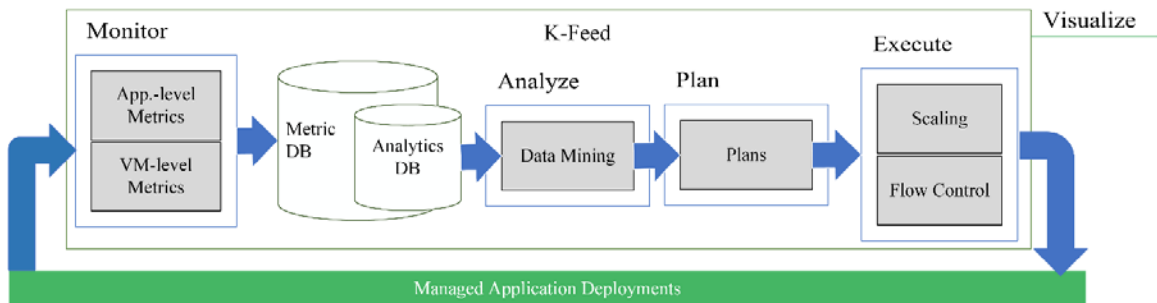 Monitor
K-Feed
Visualize
Execute
App.-level
Metrics
VM-level
Metrics
Metric
DB
Analytics
DB
Analyze
Data Mining
Plan
Plans
Scaling
Flow Control
Managed Application Deployments